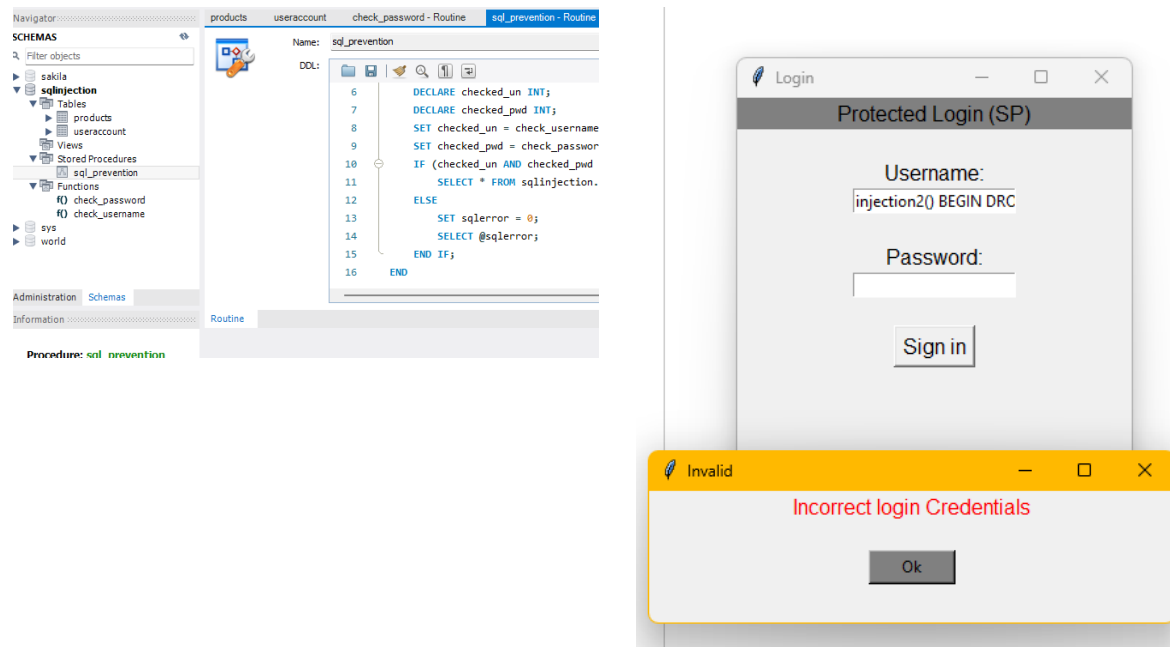 Navigator
products useraccount check_password - Routine sql_prevention - Routine
SCHEMAS
Filter objects
sakila
sqlinjection
Tables
products
useraccount
Views
Stored Procedures
sql_prevention
Functions
f() check_password
f() check_username
sys
world
Administration Schemas
Information
Procedure: sql_prevention
Name: sql_prevention
DDL:
6 DECLARE checked_un INT;
7 DECLARE checked_pwd INT;
8 SET checked_un = check_username
9 SET checked_pwd = check_passwor
10 IF (checked_un AND checked_pwd
11 SELECT * FROM sqlinjection.
12 ELSE
13 SET sqlerror = 0;
14 SELECT @sqlerror;
15 END IF;
16 END
Routine
Login
Protected Login (SP)
Username:
injection2() BEGIN DRO
Password:
Sign in
Invalid
Incorrect login Credentials
Ok